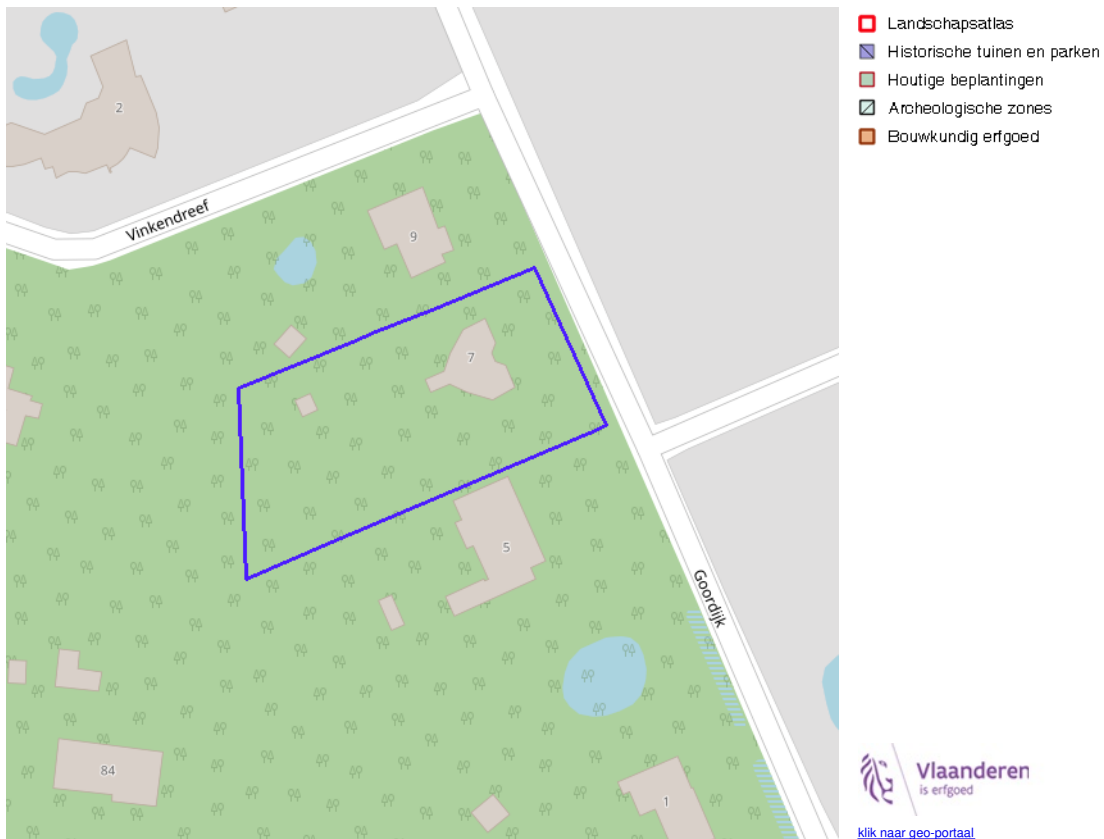 Landschapsatlas
Historische tuinen en parken
Houtige beplantingen
Archeologische zones
Bouwkundig erfgoed
2
Vinkendreef
9
7
5
Goordijk
84
1
Vlaanderen
is erfgoed
klik naar geo-portaal